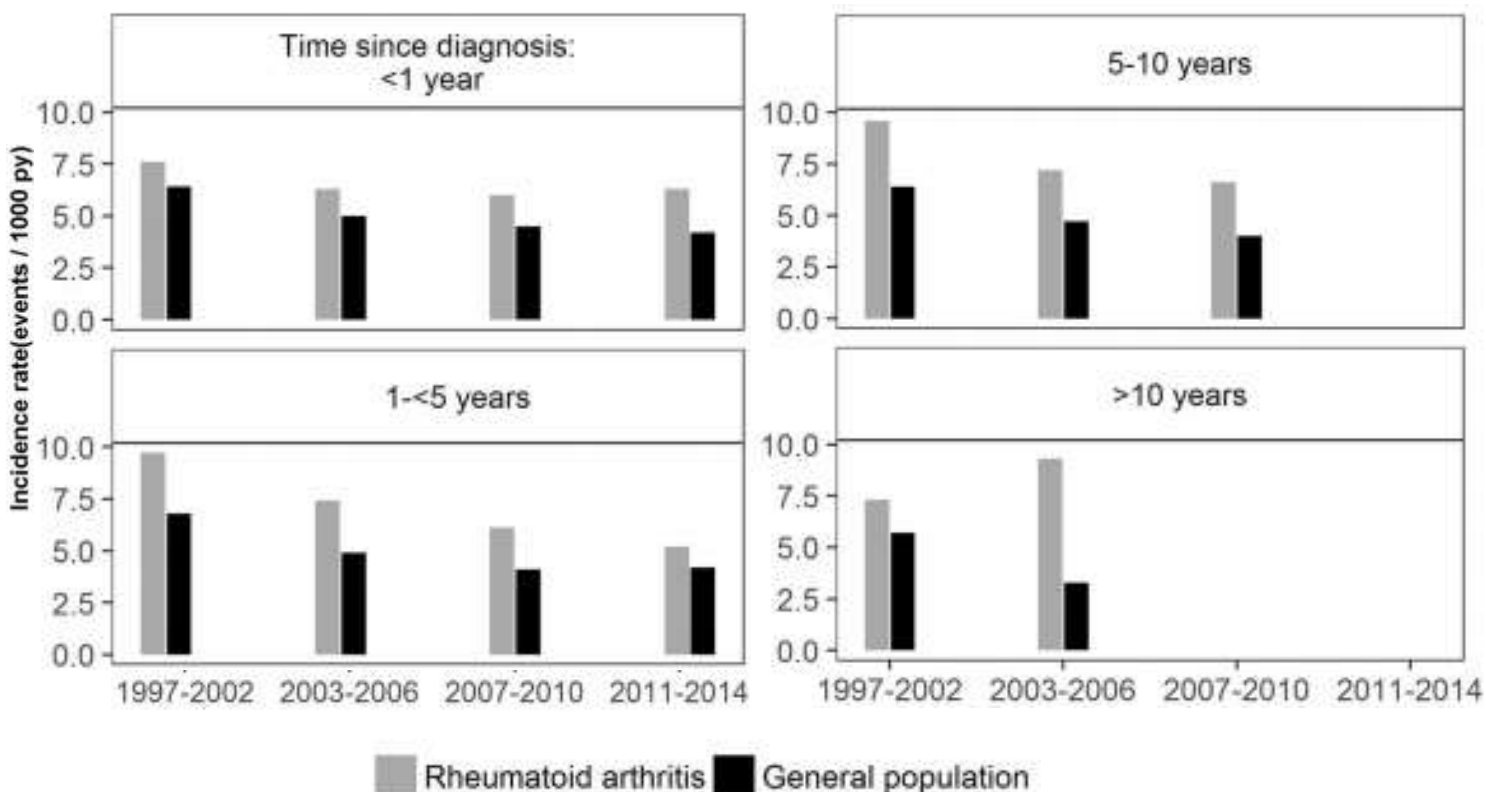 Time since diagnosis:
<1 year
10.0
7.5
5.0
2.5
0.0
5-10 years
10.0
7.5
5.0
2.5
0.0
Incidence rate(events / 1000 py)
1-<5 years
10.0
7.5
5.0
2.5
0.0
1997-2002 2003-2006 2007-2010 2011-2014
>10 years
10.0
7.5
5.0
2.5
0.0
1997-2002 2003-2006 2007-2010 2011-2014
Rheumatoid arthritis General population